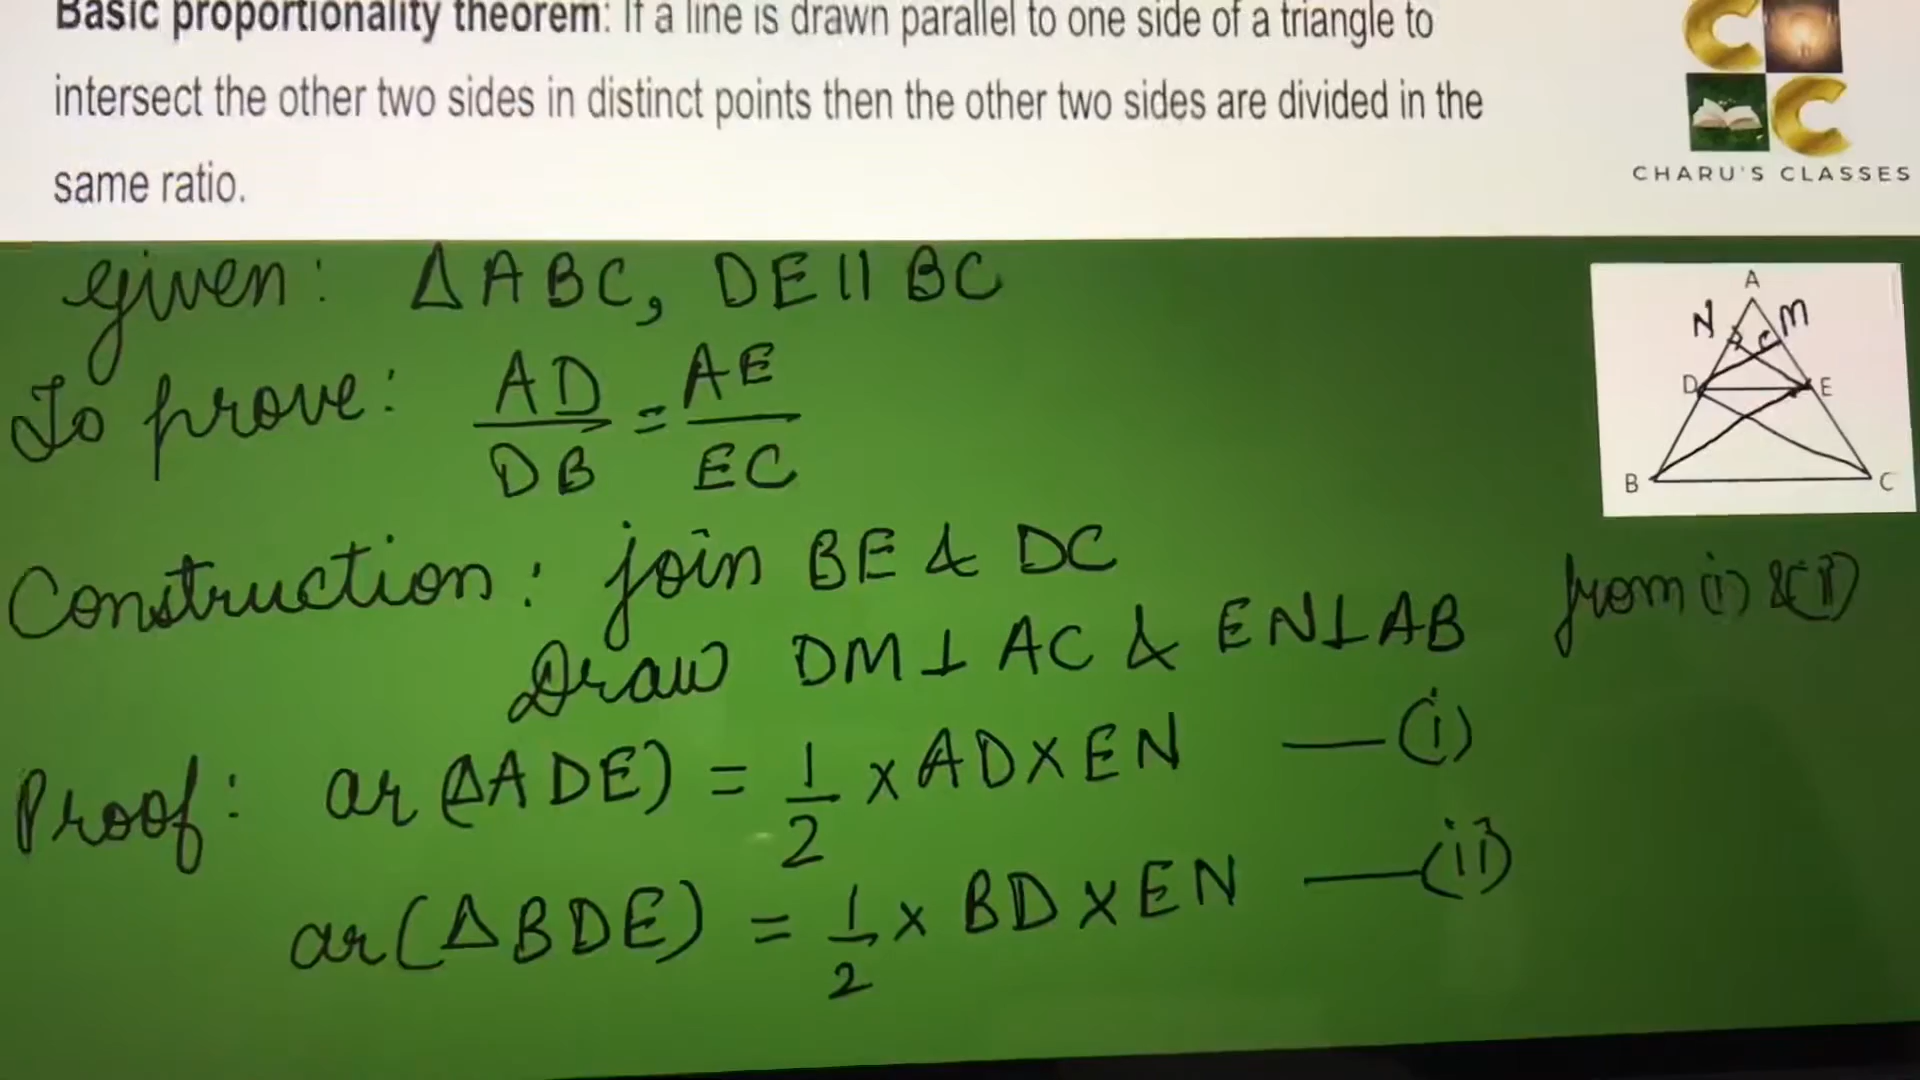 Basic proportionality theorem: If a line is drawn parallel to one side of a triangle to
intersect the other two sides in distinct points then the other two sides are divided in the
same ratio.
C
C
CHARU'S CLASSES
given: Δ ABC, DE || BC
To prove: AD/DB = AE/EC
Construction: join BE & DC
Draw DM ⊥ AC & EN ⊥ AB
from (i) & (ii)
Proof: ar (ΔADE) = 1/2 × AD × EN —(i)
ar (ΔBDE) = 1/2 × BD × EN —(ii)
A
N M
D E
B C